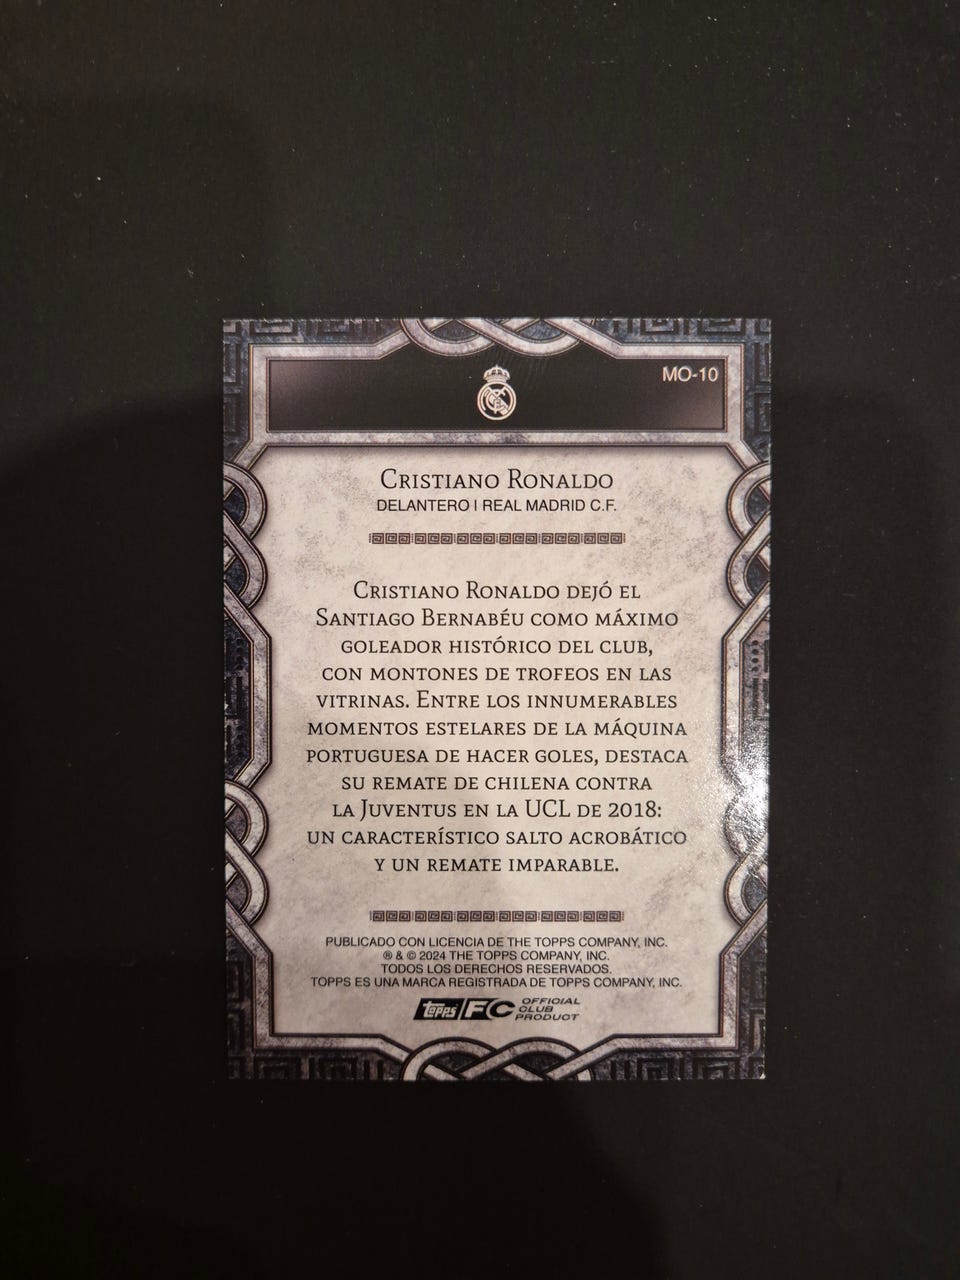 MO-10
Cristiano Ronaldo
DELANTERO | REAL MADRID C.F.
Cristiano Ronaldo dejó el
Santiago Bernabéu como máximo
goleador histórico del club,
con montones de trofeos en las
vitrinas. Entre los innumerables
momentos estelares de la máquina
portuguesa de hacer goles, destaca
su remate de chilena contra
la Juventus en la UCL de 2018:
un característico salto acrobático
y un remate imparable.
PUBLICADO CON LICENCIA DE THE TOPPS COMPANY, INC.
® & © 2024 THE TOPPS COMPANY, INC.
TODOS LOS DERECHOS RESERVADOS.
TOPPS ES UNA MARCA REGISTRADA DE TOPPS COMPANY, INC.
Topps FC OFFICIAL
CLUB
PRODUCT